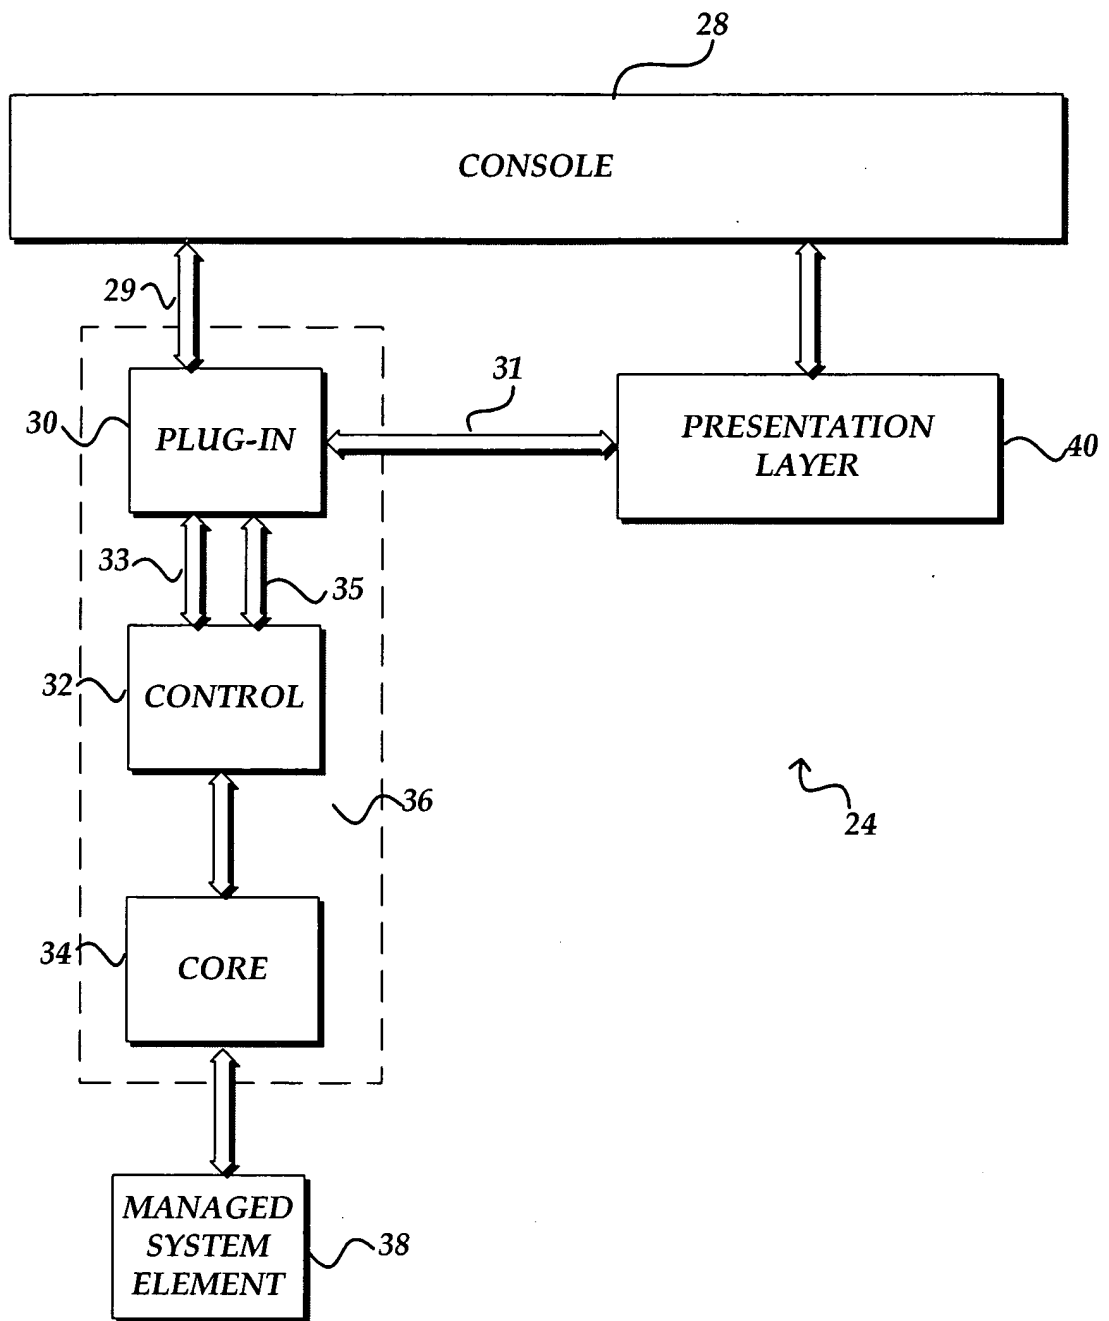 28
CONSOLE
29
31
30
PLUG-IN
PRESENTATION
LAYER
40
33
35
32
CONTROL
36
24
34
CORE
MANAGED
SYSTEM
ELEMENT
38